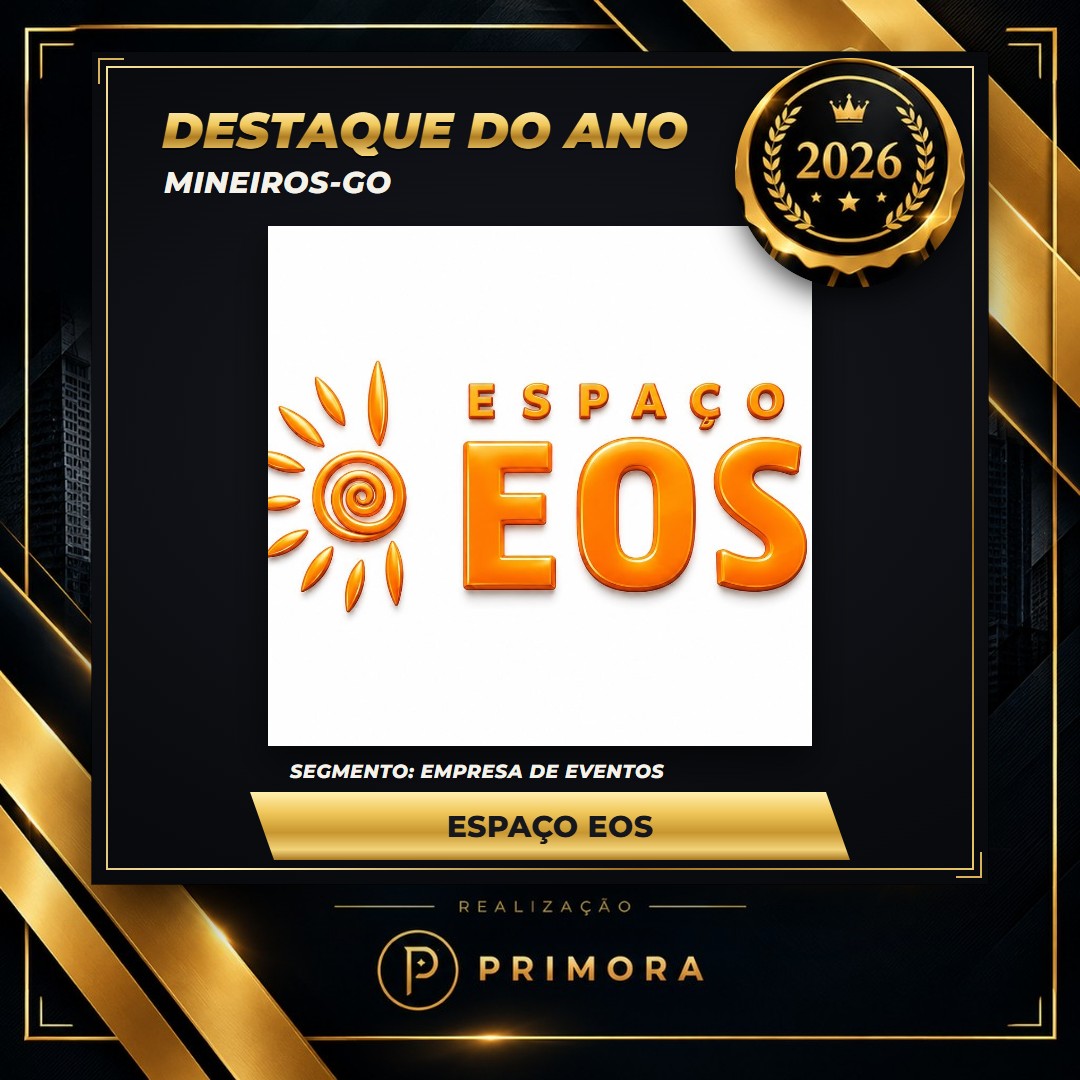 DESTAQUE DO ANO
MINEIROS-GO
2026
ESPAÇO
EOS
SEGMENTO: EMPRESA DE EVENTOS
ESPAÇO EOS
REALIZAÇÃO
P PRIMORA